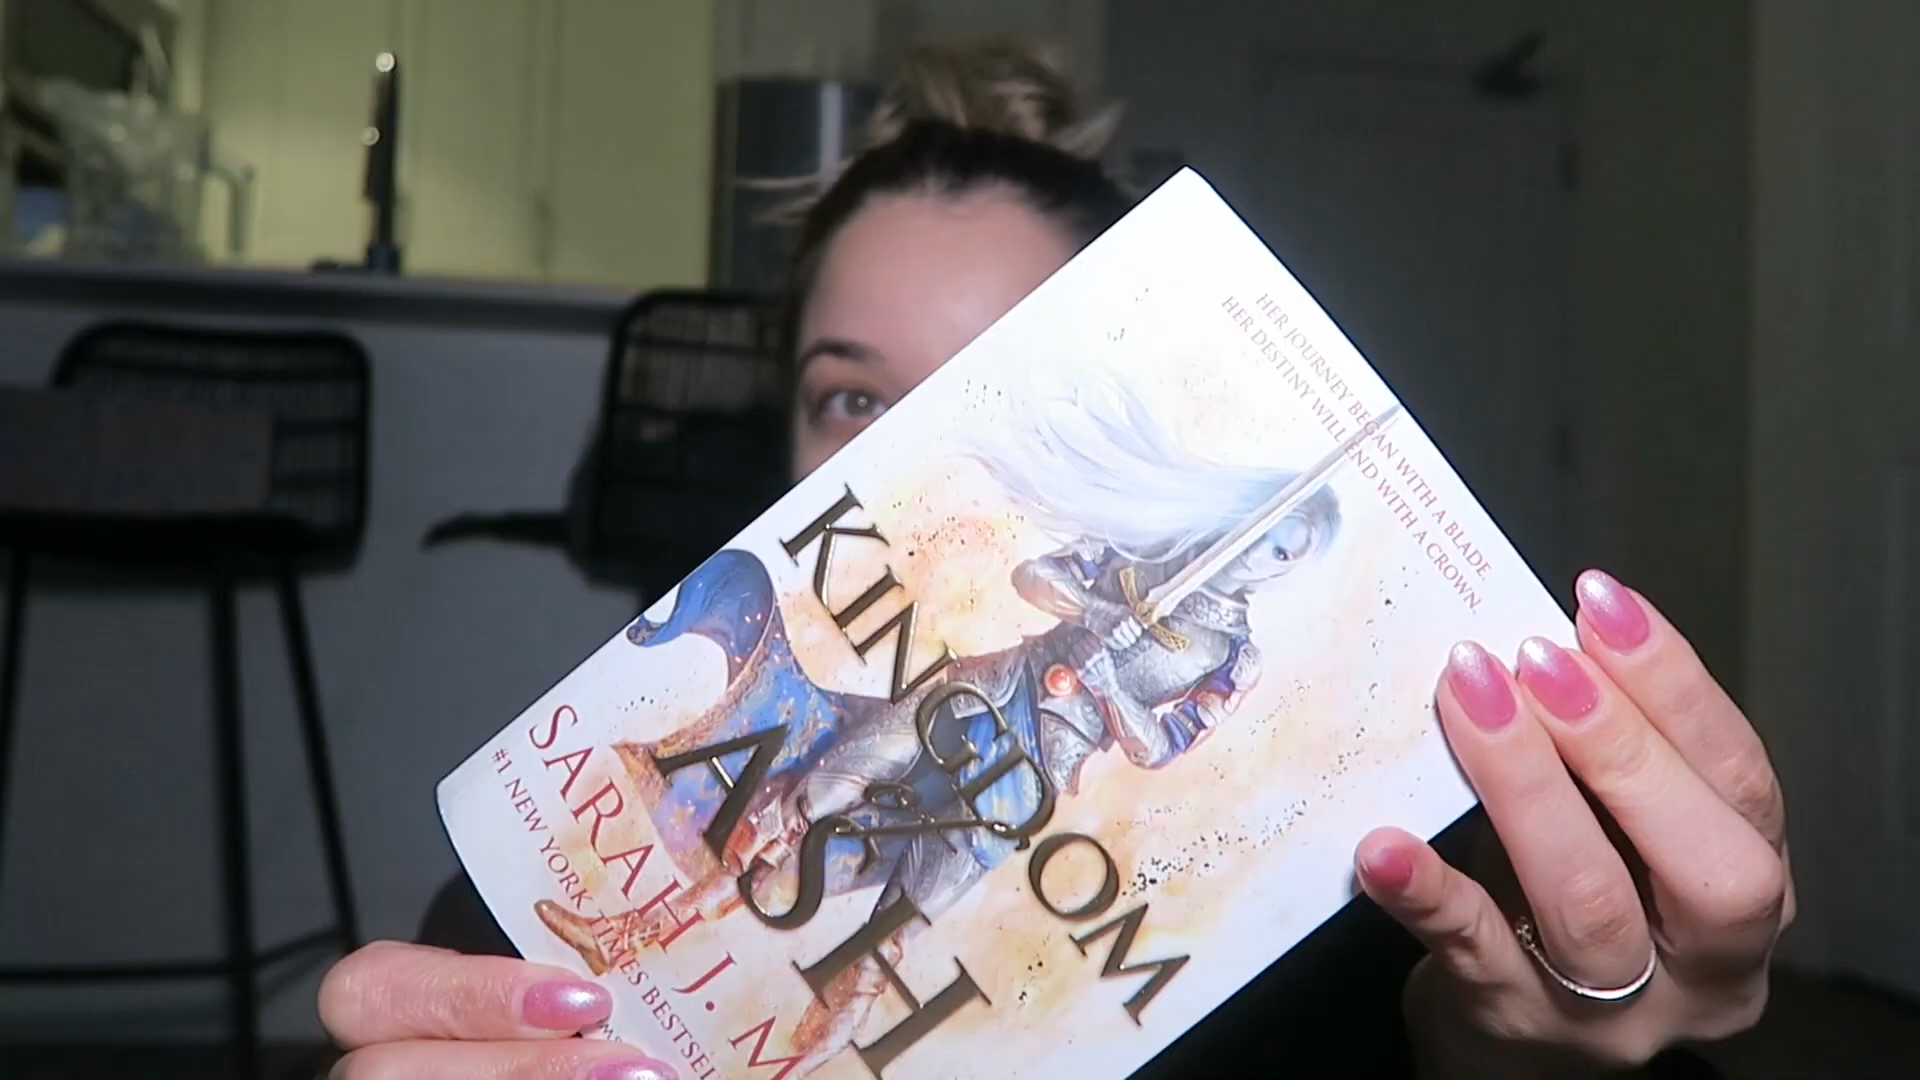 HER JOURNEY BEGAN WITH A BLADE.
HER DESTINY WILL END WITH A CROWN.
KINGDOM
of
ASH
SARAH J. M
#1 NEW YORK TIMES BESTSEL